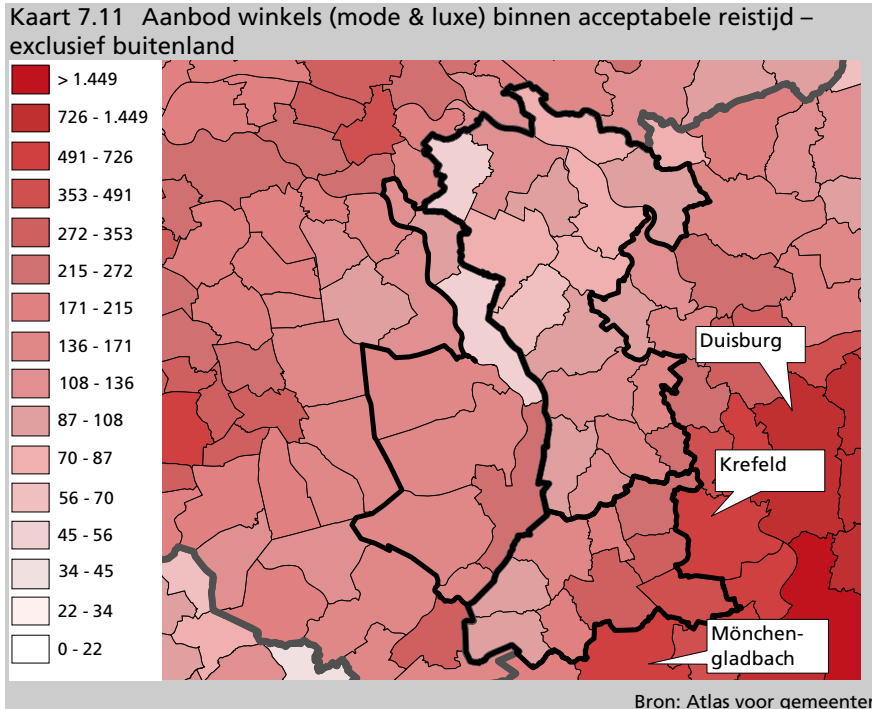 Kaart 7.11 Aanbod winkels (mode & luxe) binnen acceptabele reistijd –
exclusief buitenland
> 1.449
726 - 1.449
491 - 726
353 - 491
272 - 353
215 - 272
171 - 215
136 - 171
108 - 136
87 - 108
70 - 87
56 - 70
45 - 56
34 - 45
22 - 34
0 - 22
Duisburg
Krefeld
Mönchen-
gladbach
Bron: Atlas voor gemeenten